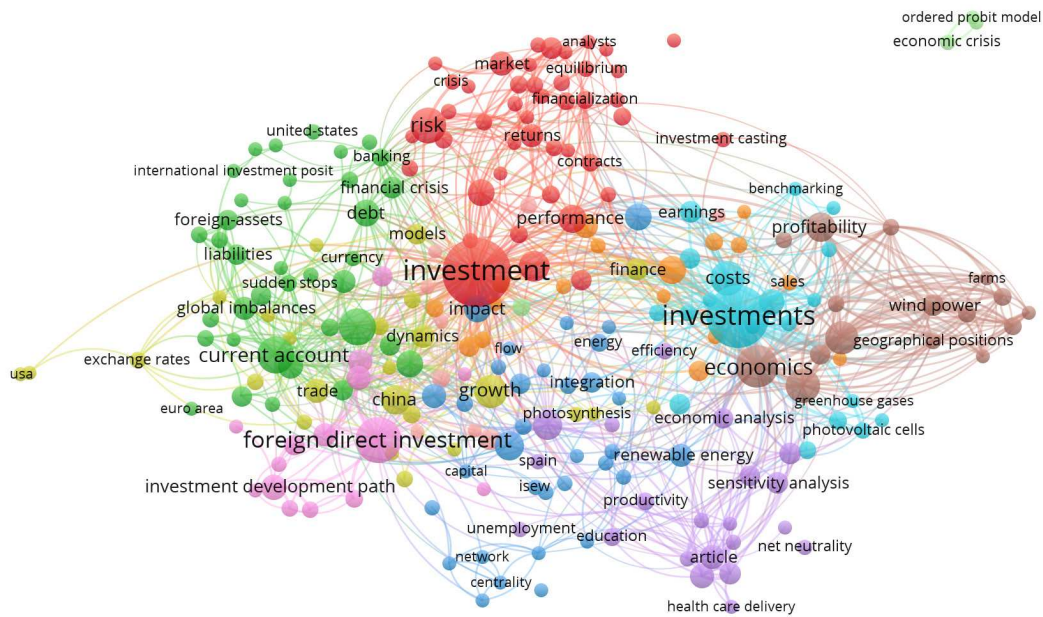 ordered probit model
economic crisis
analysts
market
equilibrium
crisis
financialization
risk
united-states
returns
investment casting
banking
contracts
international investment posit
financial crisis
benchmarking
debt
performance
earnings
foreign-assets
profitability
models
liabilities
currency
investment
finance
costs
sudden stops
sales
farms
global imbalances
impact
investments
wind power
dynamics
energy
geographical positions
flow
efficiency
current account
exchange rates
economics
usa
trade
china
growth
integration
euro area
photosynthesis
economic analysis
greenhouse gases
photovoltaic cells
foreign direct investment
spain
renewable energy
capital
investment development path
isew
sensitivity analysis
productivity
unemployment
education
network
article
net neutrality
centrality
health care delivery